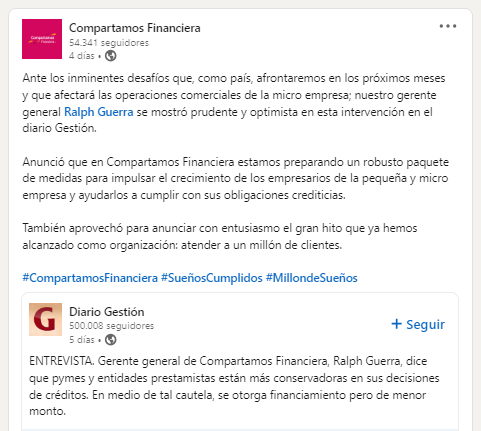 Compartamos Financiera
54.341 seguidores
4 días •
Ante los inminentes desafíos que, como país, afrontaremos en los próximos meses
y que afectará las operaciones comerciales de la micro empresa; nuestro gerente
general Ralph Guerra se mostró prudente y optimista en esta intervención en el
diario Gestión.
Anunció que en Compartamos Financiera estamos preparando un robusto paquete
de medidas para impulsar el crecimiento de los empresarios de la pequeña y micro
empresa y ayudarlos a cumplir con sus obligaciones crediticias.
También aprovechó para anunciar con entusiasmo el gran hito que ya hemos
alcanzado como organización: atender a un millón de clientes.
#CompartamosFinanciera #SueñosCumplidos #MillondeSueños
G
Diario Gestión
500.008 seguidores
5 días •
+ Seguir
ENTREVISTA. Gerente general de Compartamos Financiera, Ralph Guerra, dice
que pymes y entidades prestamistas están más conservadoras en sus decisiones
de créditos. En medio de tal cautela, se otorga financiamiento pero de menor
monto.